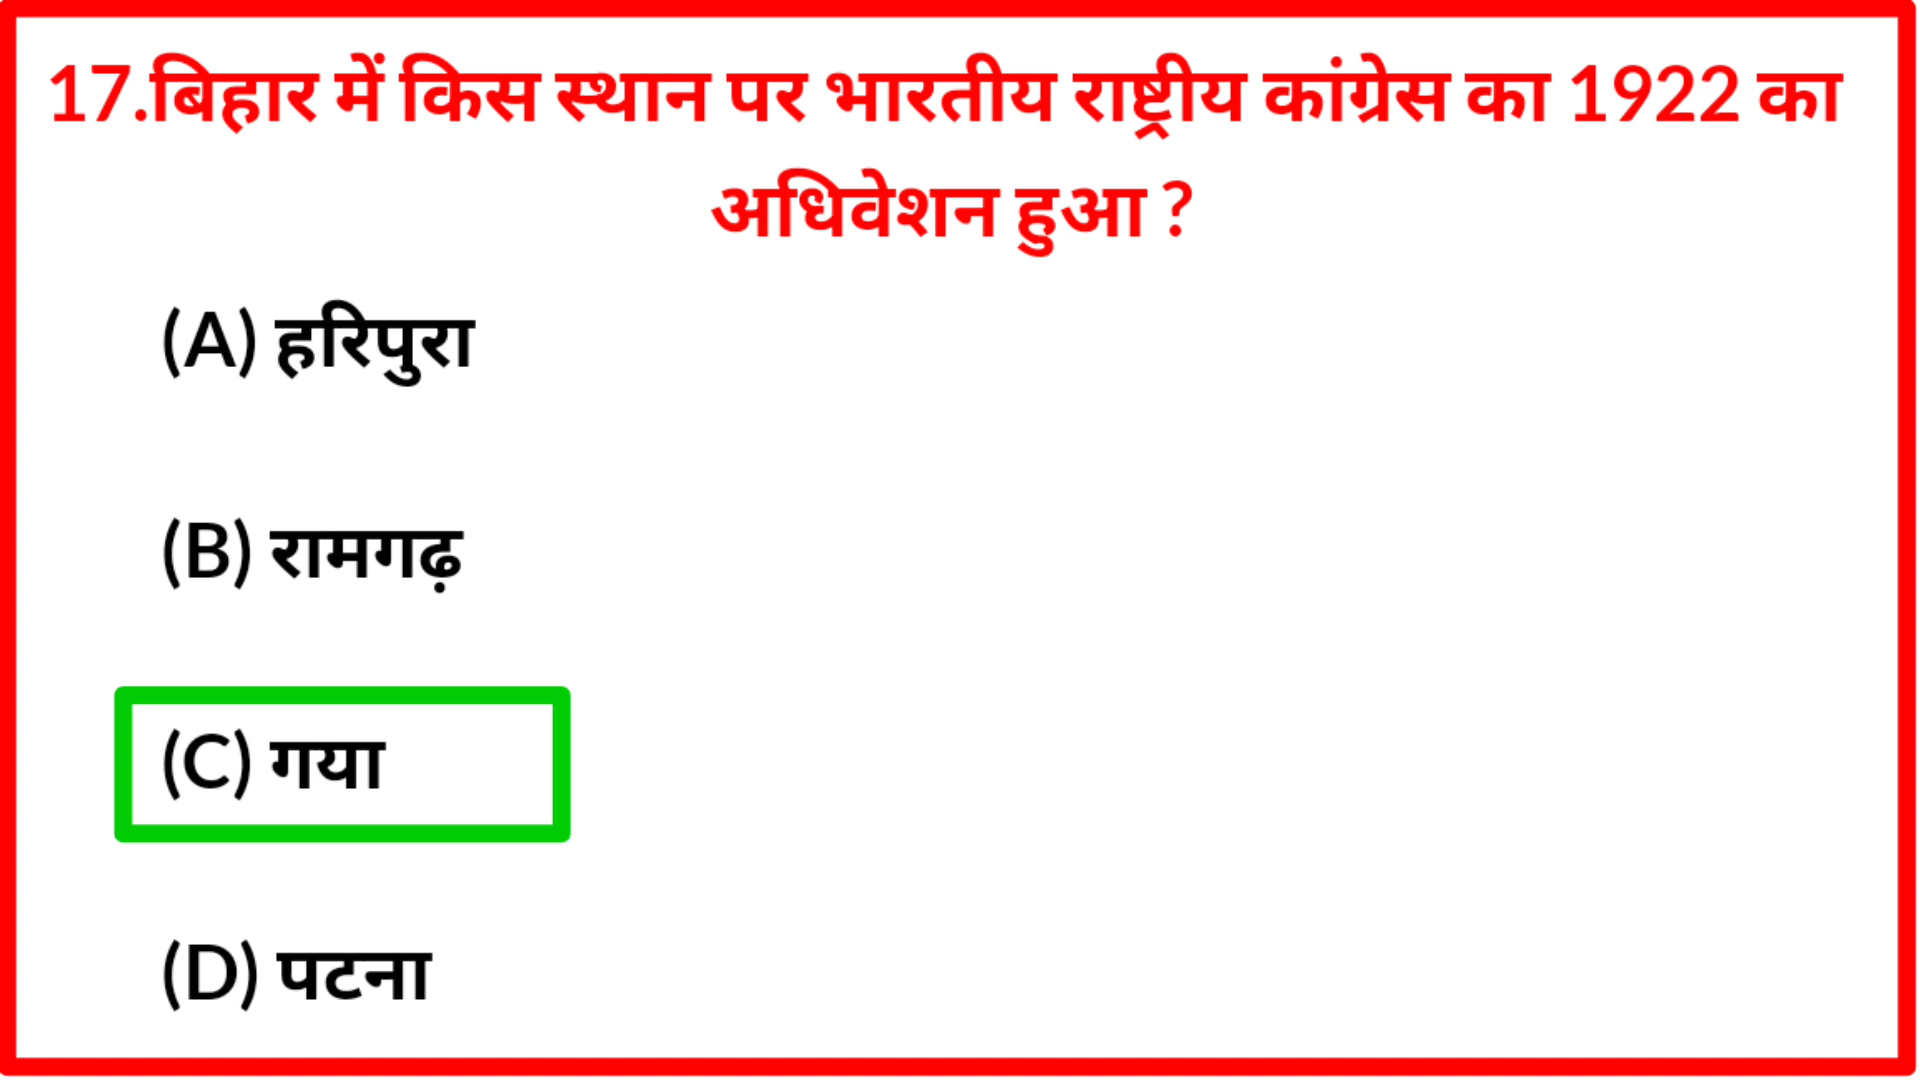 17.बिहार में किस स्थान पर भारतीय राष्ट्रीय कांग्रेस का 1922 का
अधिवेशन हुआ ?
(A) हरिपुरा
(B) रामगढ़
(C) गया
(D) पटना